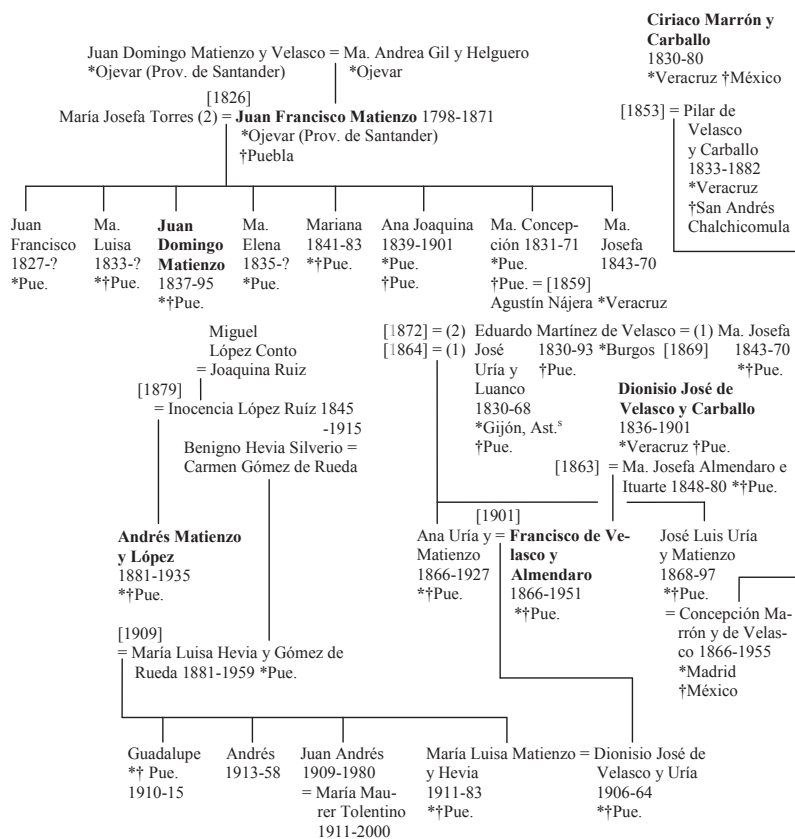 Ciriaco Marrón y
Carballo
1830-80
*Veracruz †México
[1853] = Pilar de
Velasco
y Carballo
1833-1882
*Veracruz
†San Andrés
Chalchicomula
Juan Domingo Matienzo y Velasco = Ma. Andrea Gil y Helguero
*Ojevar (Prov. de Santander)
*Ojevar
[1826]
María Josefa Torres (2) = Juan Francisco Matienzo 1798-1871
*Ojevar (Prov. de Santander)
†Puebla
Juan
Francisco
1827-?
*Pue.
Ma.
Luisa
1833-?
*†Pue.
Juan
Domingo
Matienzo
1837-95
*†Pue.
Ma.
Elena
1835-?
*Pue.
Mariana
1841-83
*†Pue.
Ana Joaquina
1839-1901
*Pue.
†Pue.
Ma. Concep-
ción 1831-71
*Pue.
†Pue. = [1859]
Agustín Nájera *Veracruz
Ma.
Josefa
1843-70
Miguel
López Conto
= Joaquina Ruiz
[1879]
= Inocencia López Ruíz 1845
-1915
Benigno Hevia Silverio =
Carmen Gómez de Rueda
[1872] = (2) Eduardo Martínez de Velasco = (1) Ma. Josefa
1830-93 *Burgos [1869] 1843-70
†Pue.
*†Pue.
[1864] = (1) José
Uría y
Luanco
1830-68
*Gijón, Ast.ˢ
†Pue.
Dionisio José de
Velasco y Carballo
1836-1901
*Veracruz †Pue.
[1863] = Ma. Josefa Almendaro e
Ituarte 1848-80 *†Pue.
Andrés Matienzo
y López
1881-1935
*†Pue.
[1901]
Ana Uría y =
Matienzo
1866-1927
*†Pue.
Francisco de Ve-
lasco y
Almendaro
1866-1951
*†Pue.
José Luis Uría
y Matienzo
1868-97
*†Pue.
= Concepción Ma-
rrón y de Velas-
co 1866-1955
*Madrid
†México
[1909]
= María Luisa Hevia y Gómez de
Rueda 1881-1959 *Pue.
Guadalupe
*† Pue.
1910-15
Andrés
1913-58
Juan Andrés
1909-1980
= María Mau-
rer Tolentino
1911-2000
María Luisa Matienzo =
y Hevia
1911-83
*†Pue.
Dionisio José de
Velasco y Uría
1906-64
*†Pue.